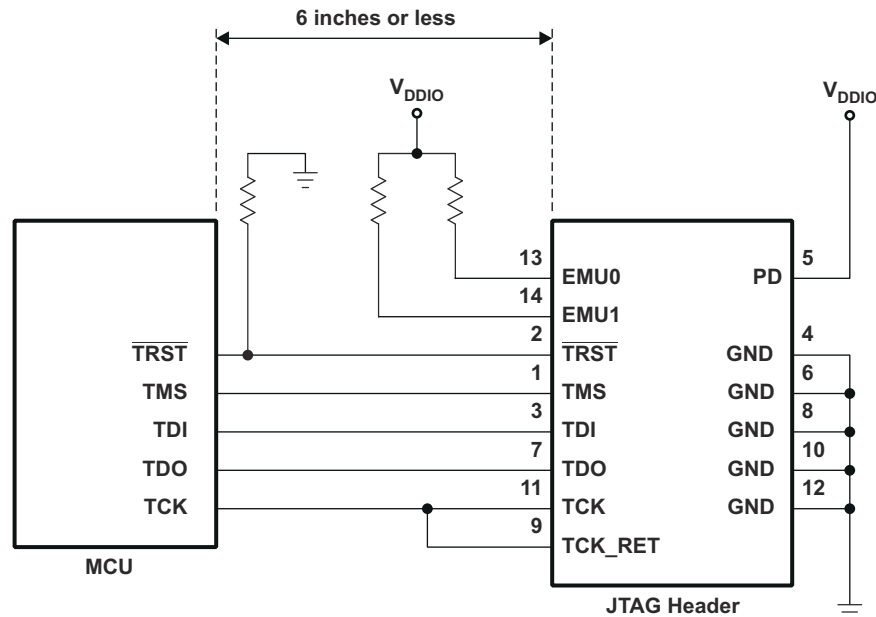 6 inches or less
VDDIO
VDDIO
13
EMU0
PD
5
14
EMU1
2
4
TRST
TRST
GND
1
6
TMS
TMS
GND
3
8
TDI
TDI
GND
7
10
TDO
TDO
GND
11
12
TCK
TCK
GND
9
TCK_RET
MCU
JTAG Header